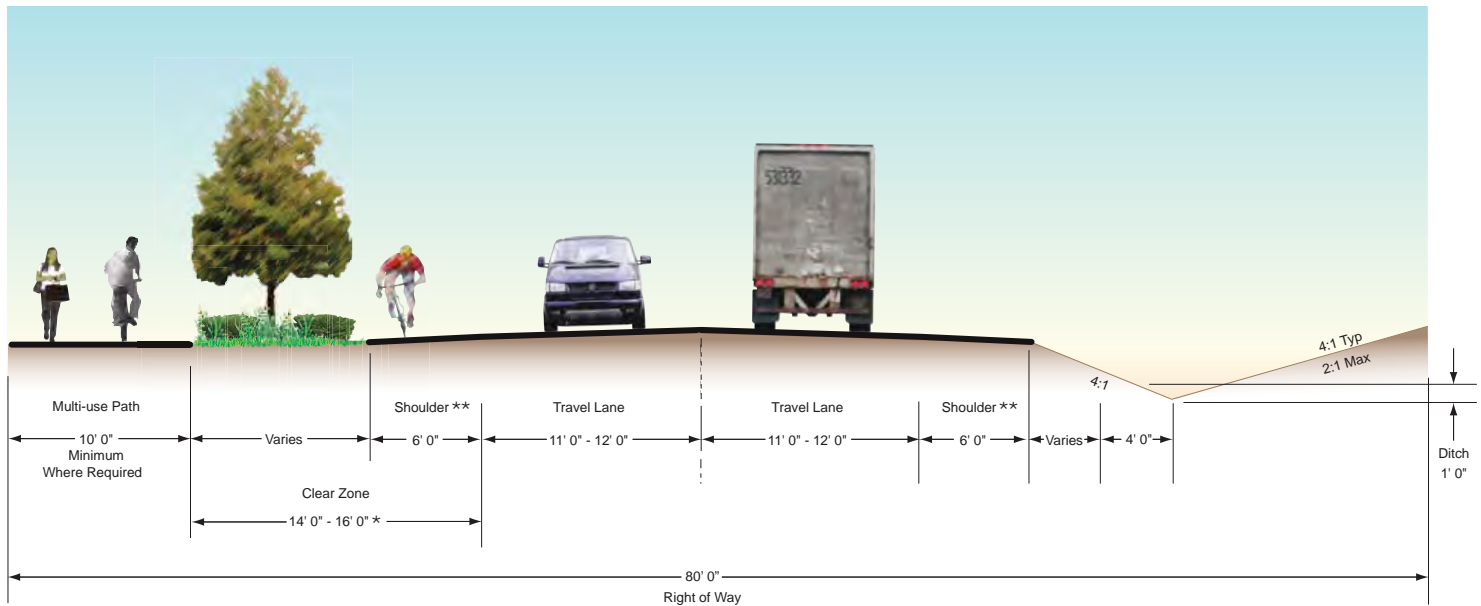 531332
4:1 Typ
2:1 Max
4:1
Multi-use Path
Shoulder **
Travel Lane
Travel Lane
Shoulder **
10' 0"
Varies
6' 0"
11' 0" - 12' 0"
11' 0" - 12' 0"
6' 0"
Varies
4' 0"
Minimum
Where Required
Ditch
1' 0"
Clear Zone
14' 0" - 16' 0" *
80' 0”
Right of Way